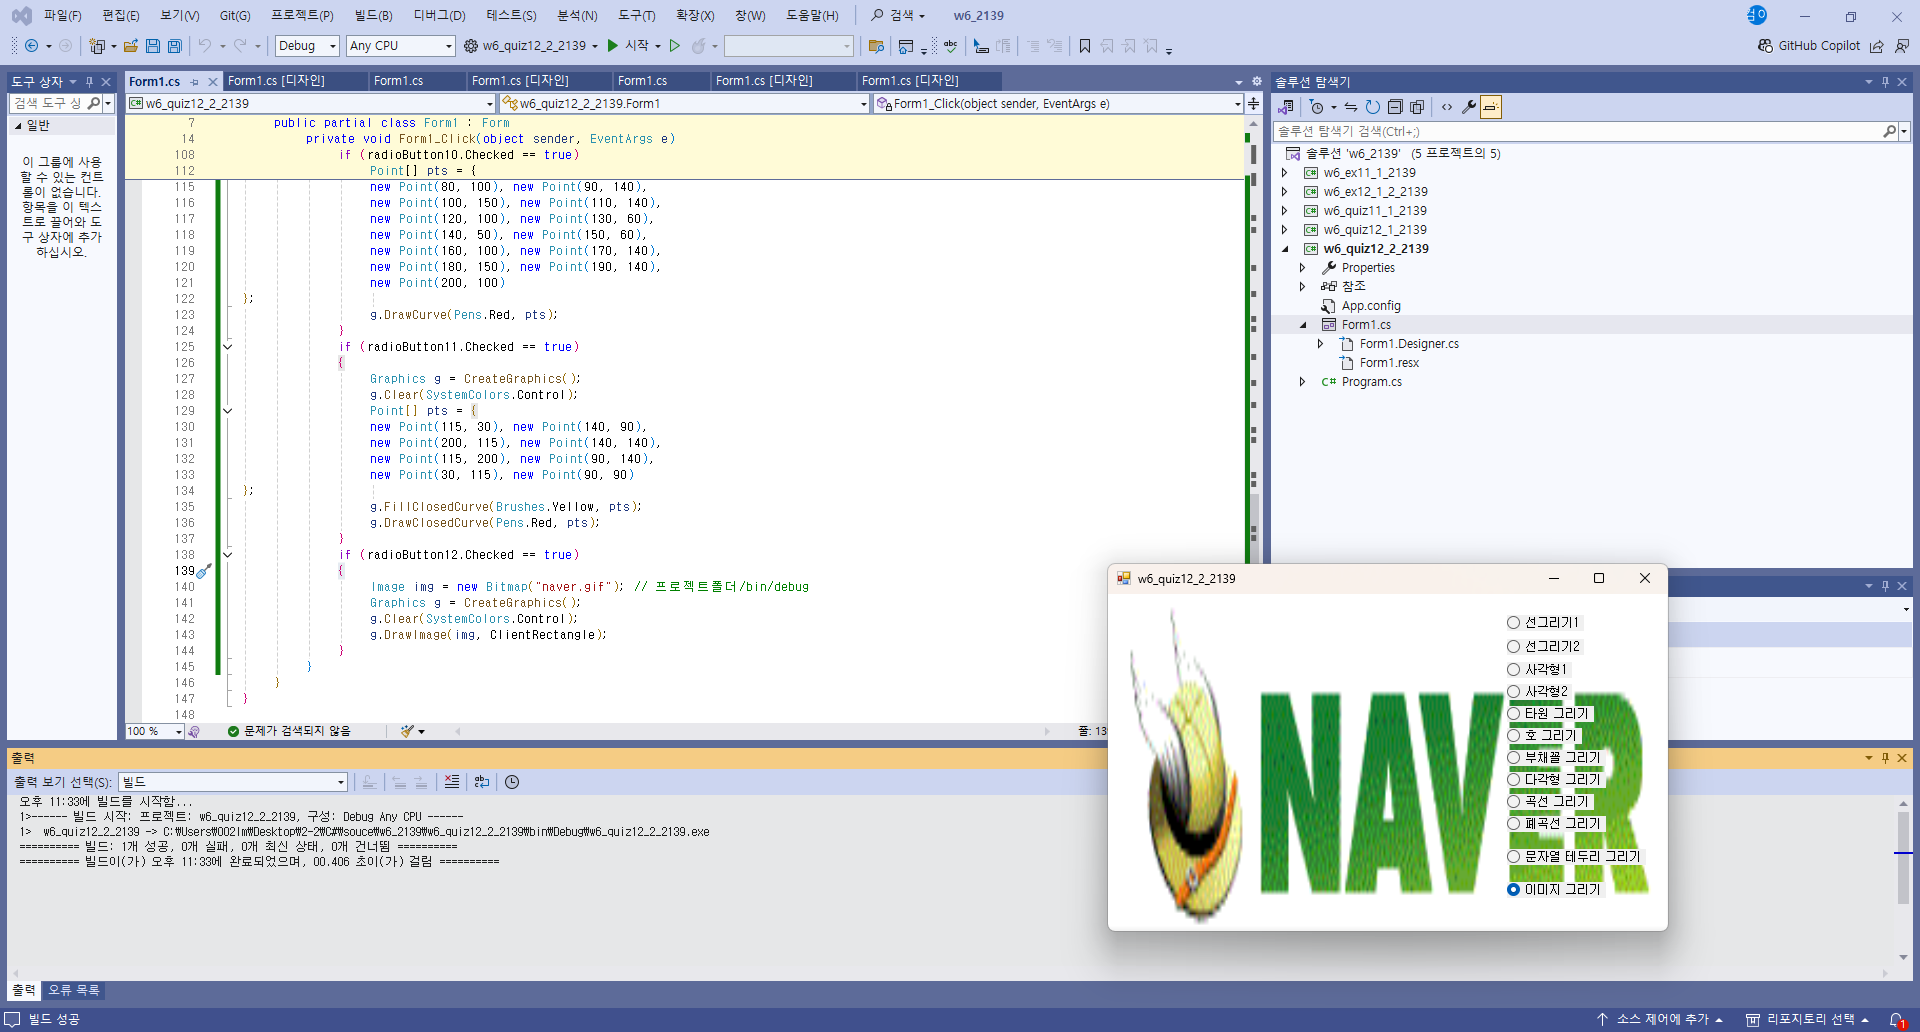 파일(F) 편집(E) 보기(V) Git(G) 프로젝트(P) 빌드(B) 디버그(D) 테스트(S) 분석(N) 도구(T) 확장(X) 창(W) 도움말(H) 검색 w6_2139
Debug Any CPU w6_quiz12_2_2139 시작 GitHub Copilot
도구 상자
검색 도구 상
일반
이 그룹에 사용
할 수 있는 컨트
롤이 없습니다.
항목을 이 텍스
트로 끌어와 도
구 상자에 추가
하십시오.
Form1.cs Form1.cs [디자인] Form1.cs Form1.cs [디자인] Form1.cs Form1.cs [디자인] Form1.cs [디자인]
w6_quiz12_2_2139 w6_quiz12_2_2139.Form1 Form1_Click(object sender, EventArgs e)
7 public partial class Form1 : Form
14 private void Form1_Click(object sender, EventArgs e)
108 if (radioButton10.Checked == true)
112 Point[] pts = {
115 new Point(80, 100), new Point(90, 140),
116 new Point(100, 150), new Point(110, 140),
117 new Point(120, 100), new Point(130, 60),
118 new Point(140, 50), new Point(150, 60),
119 new Point(160, 100), new Point(170, 140),
120 new Point(180, 150), new Point(190, 140),
121 new Point(200, 100)
122 };
123 g.DrawCurve(Pens.Red, pts);
124 }
125 if (radioButton11.Checked == true)
126 {
127 Graphics g = CreateGraphics();
128 g.Clear(SystemColors.Control);
129 Point[] pts = {
130 new Point(115, 30), new Point(140, 90),
131 new Point(200, 115), new Point(140, 140),
132 new Point(115, 200), new Point(90, 140),
133 new Point(30, 115), new Point(90, 90)
134 };
135 g.FillClosedCurve(Brushes.Yellow, pts);
136 g.DrawClosedCurve(Pens.Red, pts);
137 }
138 if (radioButton12.Checked == true)
139 {
140 Image img = new Bitmap("naver.gif"); // 프로젝트폴더/bin/debug
141 Graphics g = CreateGraphics();
142 g.Clear(SystemColors.Control);
143 g.DrawImage(img, ClientRectangle);
144 }
145 }
146 }
147 }
148
100 % 문제가 검색되지 않음 줄: 13
솔루션 탐색기
솔루션 탐색기 검색(Ctrl+;)
솔루션 'w6_2139' (5 프로젝트의 5)
w6_ex11_1_2139
w6_ex12_1_2_2139
w6_quiz11_1_2139
w6_quiz12_1_2139
w6_quiz12_2_2139
Properties
참조
App.config
Form1.cs
Form1.Designer.cs
Form1.resx
C# Program.cs
w6_quiz12_2_2139
NAVER
선그리기1
선그리기2
사각형1
사각형2
타원 그리기
호 그리기
부채꼴 그리기
다각형 그리기
곡선 그리기
폐곡선 그리기
문자열 테두리 그리기
이미지 그리기
출력
출력 보기 선택(S): 빌드
오후 11:33에 빌드를 시작함...
1>------ 빌드 시작: 프로젝트: w6_quiz12_2_2139, 구성: Debug Any CPU ------
1> w6_quiz12_2_2139 -> C:₩Users₩002lm₩Desktop₩2-2₩C#₩souce₩w6_2139₩w6_quiz12_2_2139₩bin₩Debug₩w6_quiz12_2_2139.exe
========== 빌드: 1개 성공, 0개 실패, 0개 최신 상태, 0개 건너뜀 ==========
========== 빌드이(가) 오후 11:33에 완료되었으며, 00.406 초이(가) 걸림 ==========
출력 오류 목록
빌드 성공 소스 제어에 추가 리포지토리 선택 1